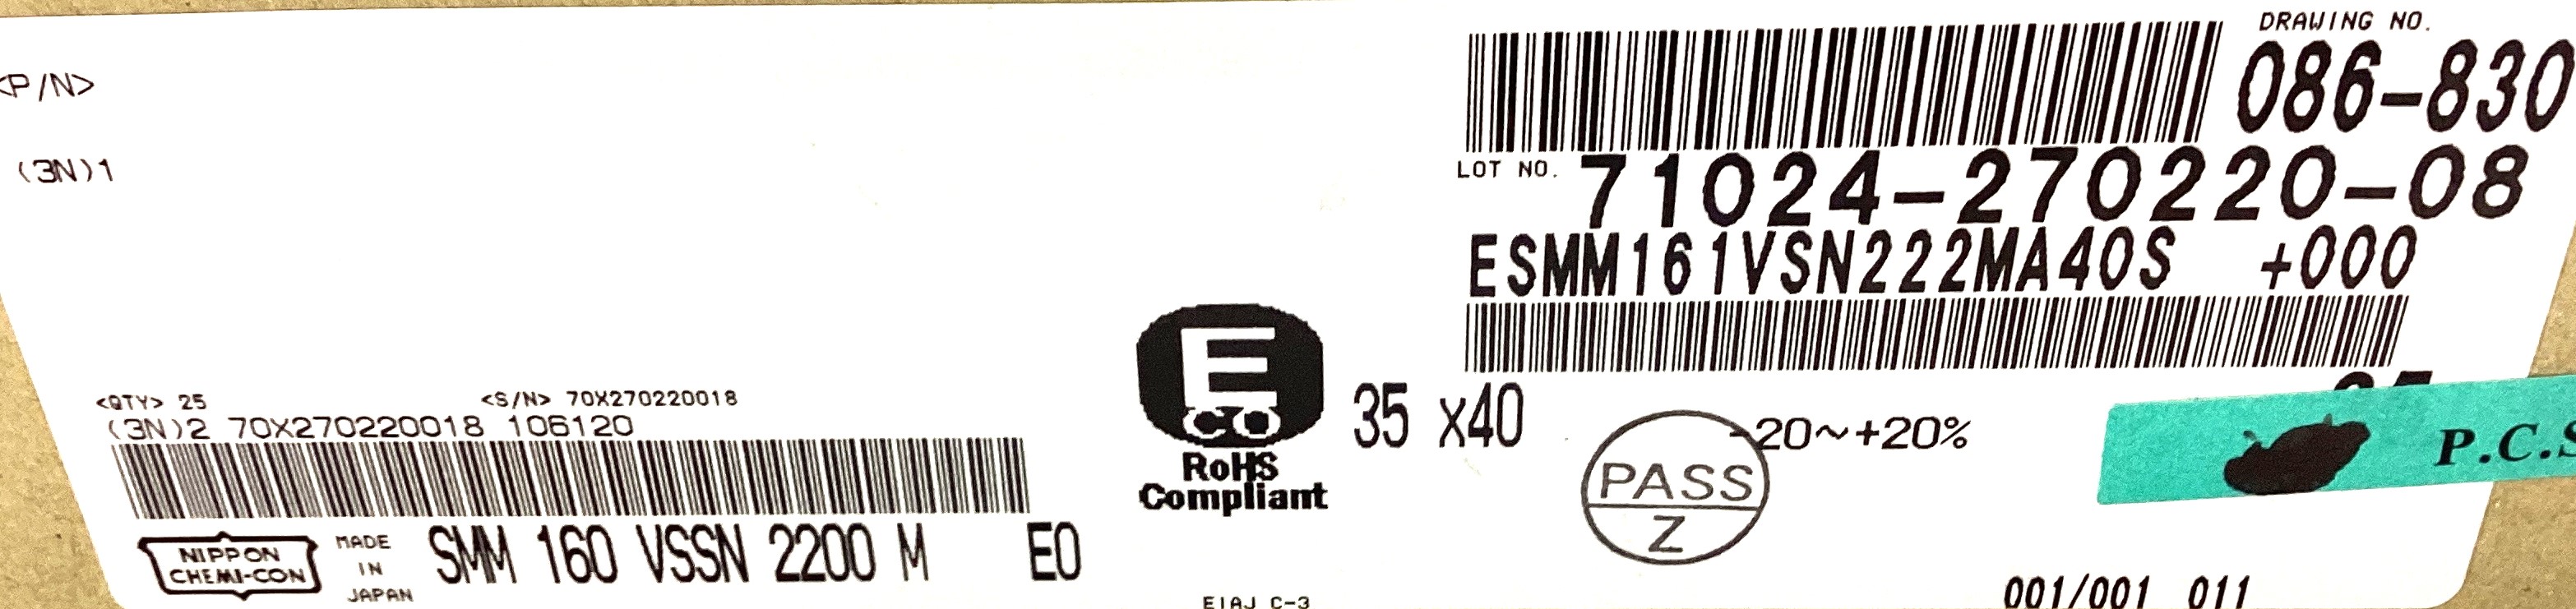 <P/N>
(3N)1
DRAWING NO.
086-830
LOT NO. 71024-270220-08
ESMM161VSN222MA40S +000
<QTY> 25 <S/N> 70X270220018
(3N)2 70X270220018 106120
E
CO
RoHS
Compliant
35 x40
-20~+20%
PASS
Z
P.C.S
NIPPON
CHEMI-CON
MADE
IN
JAPAN
SMM 160 VSSN 2200 M E0
EIAJ C-3
001/001 011